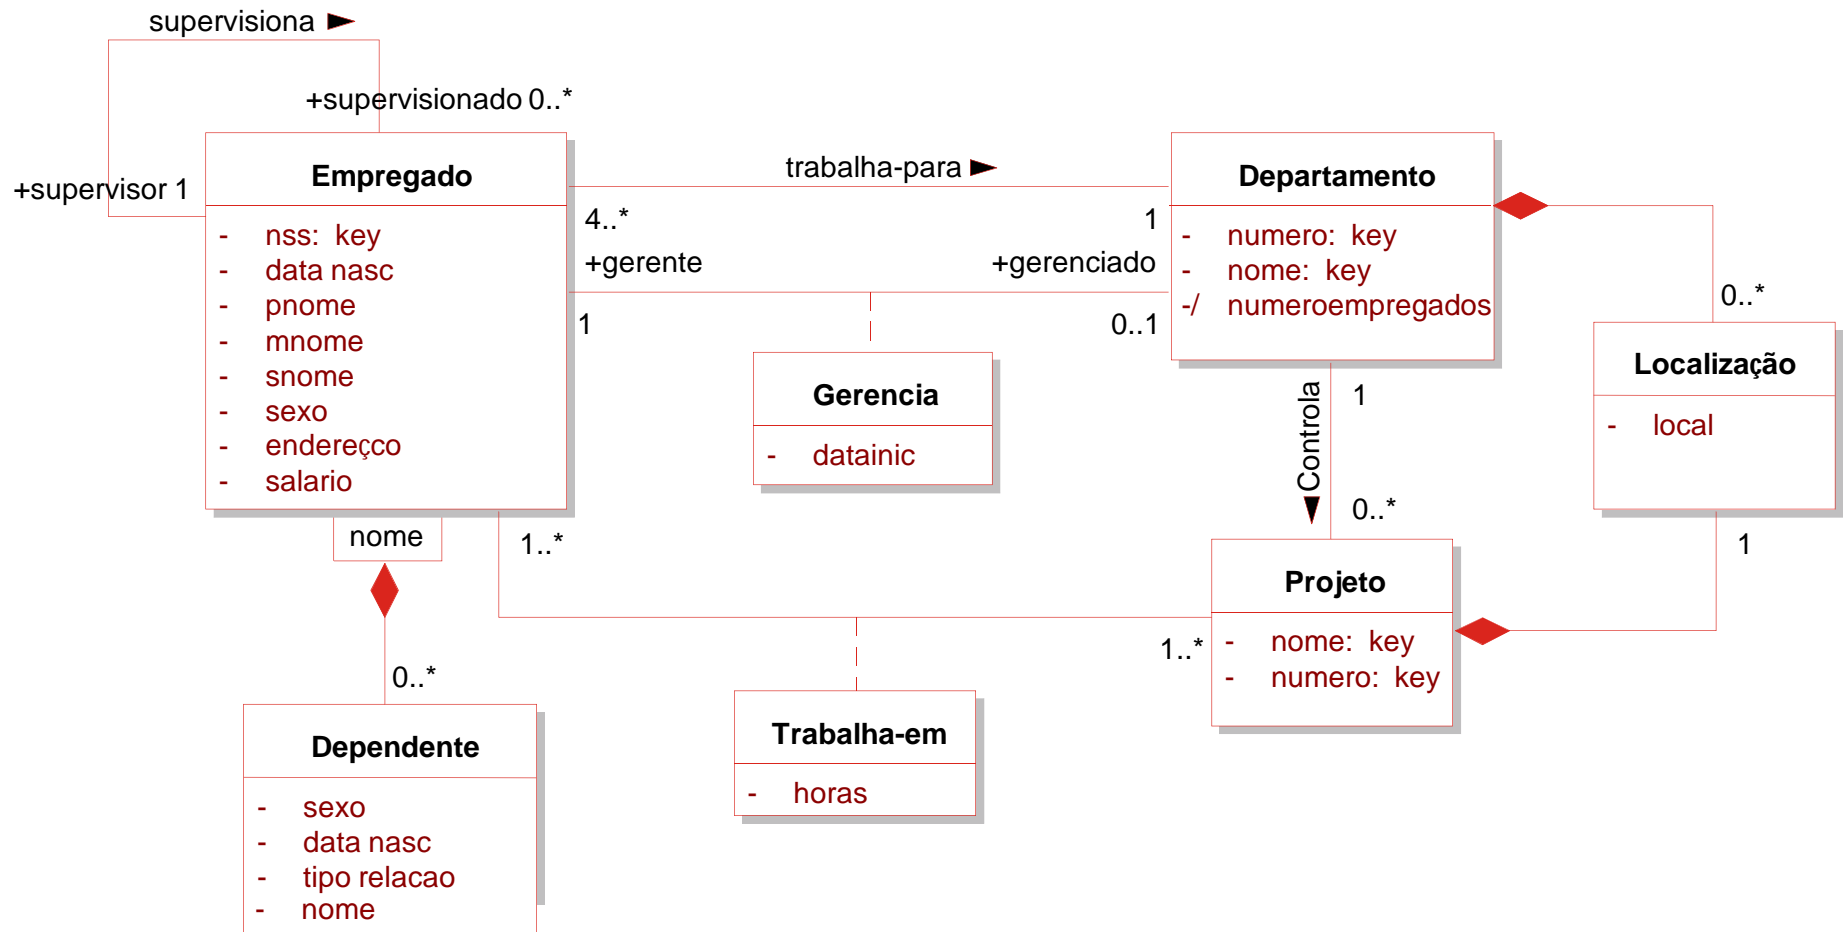 supervisiona
+supervisionado 0..*
+supervisor 1
Empregado
- nss: key
- data nasc
- pnome
- mnome
- snome
- sexo
- endereçco
- salario
nome
trabalha-para
4..*
1
+gerente
+gerenciado
1
0..1
Gerencia
- datainic
Departamento
- numero: key
- nome: key
-/ numeroempregados
0..*
Localização
- local
1
Controla
1
0..*
Projeto
- nome: key
- numero: key
1..*
1..*
Trabalha-em
- horas
0..*
Dependente
- sexo
- data nasc
- tipo relacao
- nome